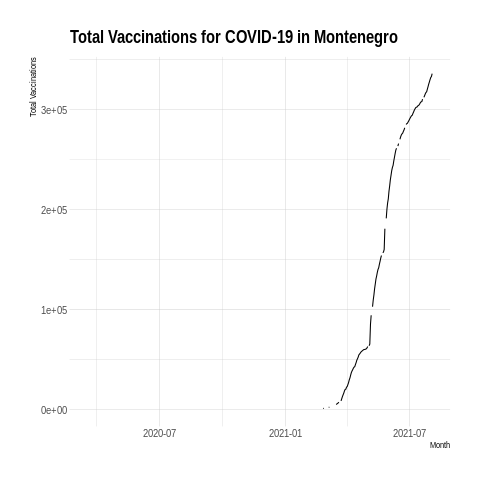 Total Vaccinations for COVID-19 in Montenegro
Total Vaccinations
3e+05
2e+05
1e+05
0e+00
2020-07
2021-01
2021-07
Month